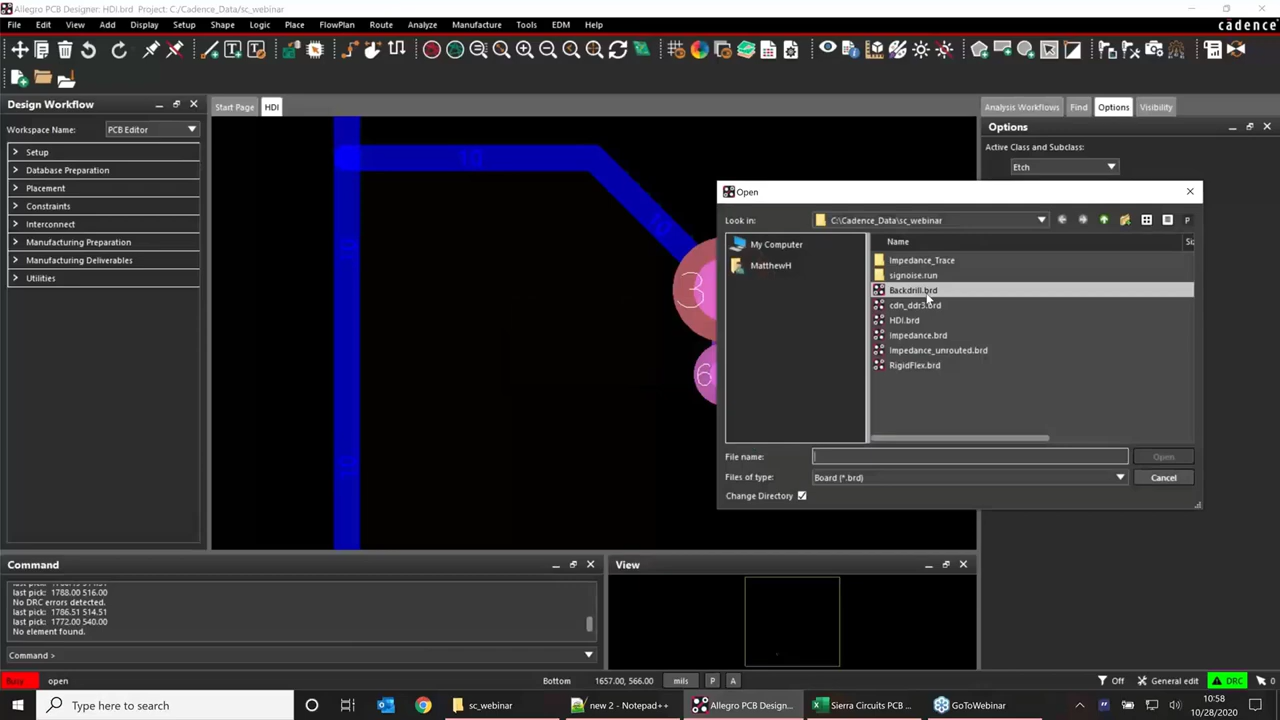 Allegro PCB Designer: HDI.brd Project: C:/Cadence_Data/sc_webinar
File Edit View Add Display Setup Shape Logic Place FlowPlan Route Analyze Manufacture Tools EDM Help
cadence
Design Workflow
Start Page HDI
Analysis Workflows Find Options Visibility
Workspace Name: PCB Editor
Options
Setup
Database Preparation
Placement
Constraints
Interconnect
Manufacturing Preparation
Manufacturing Deliverables
Utilities
Active Class and Subclass:
Etch
10
10
3
6
Open
Look in: C:\Cadence_Data\sc_webinar
P
My Computer
MatthewH
Name
Impedance_Trace
signoise.run
Backdrill.brd
cdn_ddr3.brd
HDI.brd
Impedance.brd
Impedance_unrouted.brd
RigidFlex.brd
File name: Open
Files of type: Board (*.brd) Cancel
Change Directory
Command
last pick: 1788.00 516.00
No DRC errors detected.
last pick: 1786.51 514.51
last pick: 1772.00 540.00
No element found.
Command >
View
Busy open Bottom 1657.00, 566.00 mils P A Off General edit DRC 0
Type here to search
sc_webinar
new 2 - Notepad++
Allegro PCB Design...
Sierra Circuits PCB ...
GoToWebinar
10:58
10/28/2020